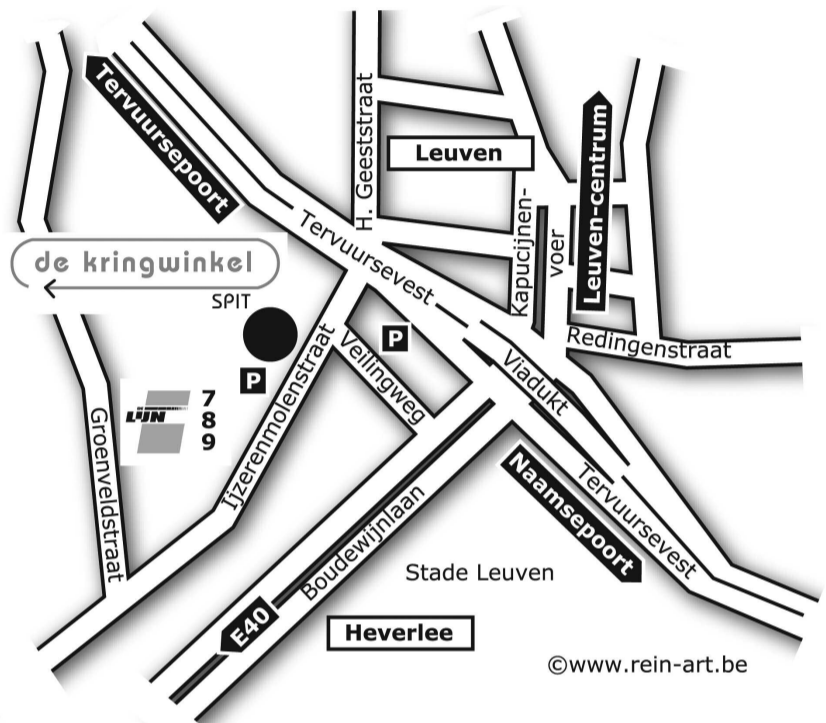 Tervuursepoort
H. Geeststraat
Leuven
Leuven-centrum
Kapucijnen-
voer
Tervuursevest
de kringwinkel
SPIT
P
P
Veilingweg
Viadukt
Redingenstraat
LIJN
7
8
9
Groenveldstraat
Ijzerenmolenstraat
Boudewijnlaan
Naamsepoort
Tervuursevest
Stade Leuven
E40
Heverlee
©www.rein-art.be